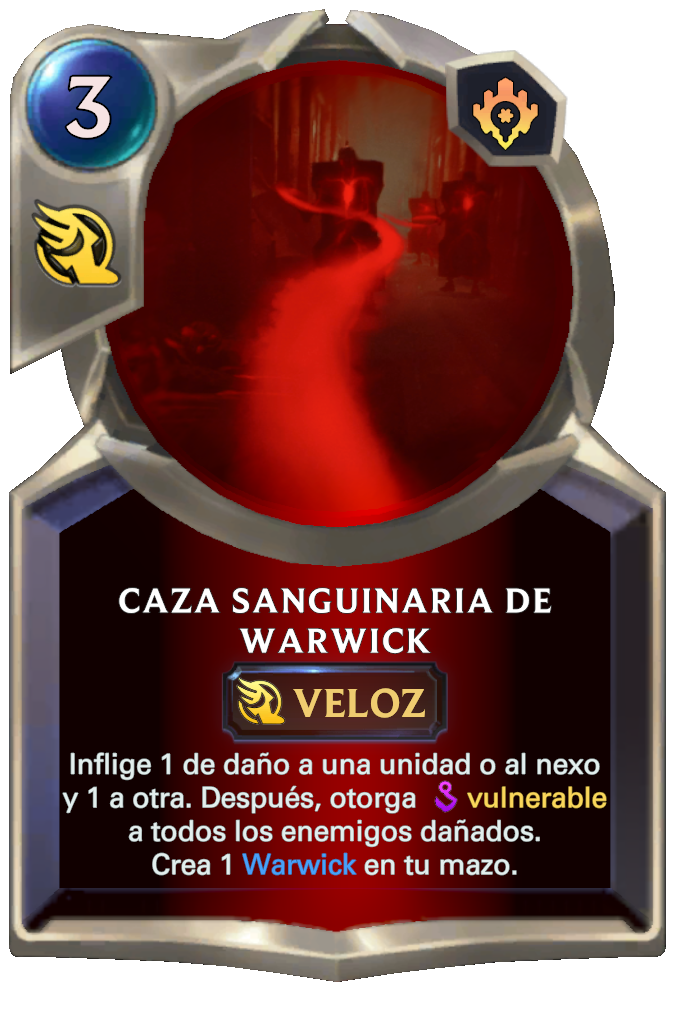 3
CAZA SANGUINARIA DE
WARWICK
VELOZ
Inflige 1 de daño a una unidad o al nexo
y 1 a otra. Después, otorga vulnerable
a todos los enemigos dañados.
Crea 1 Warwick en tu mazo.